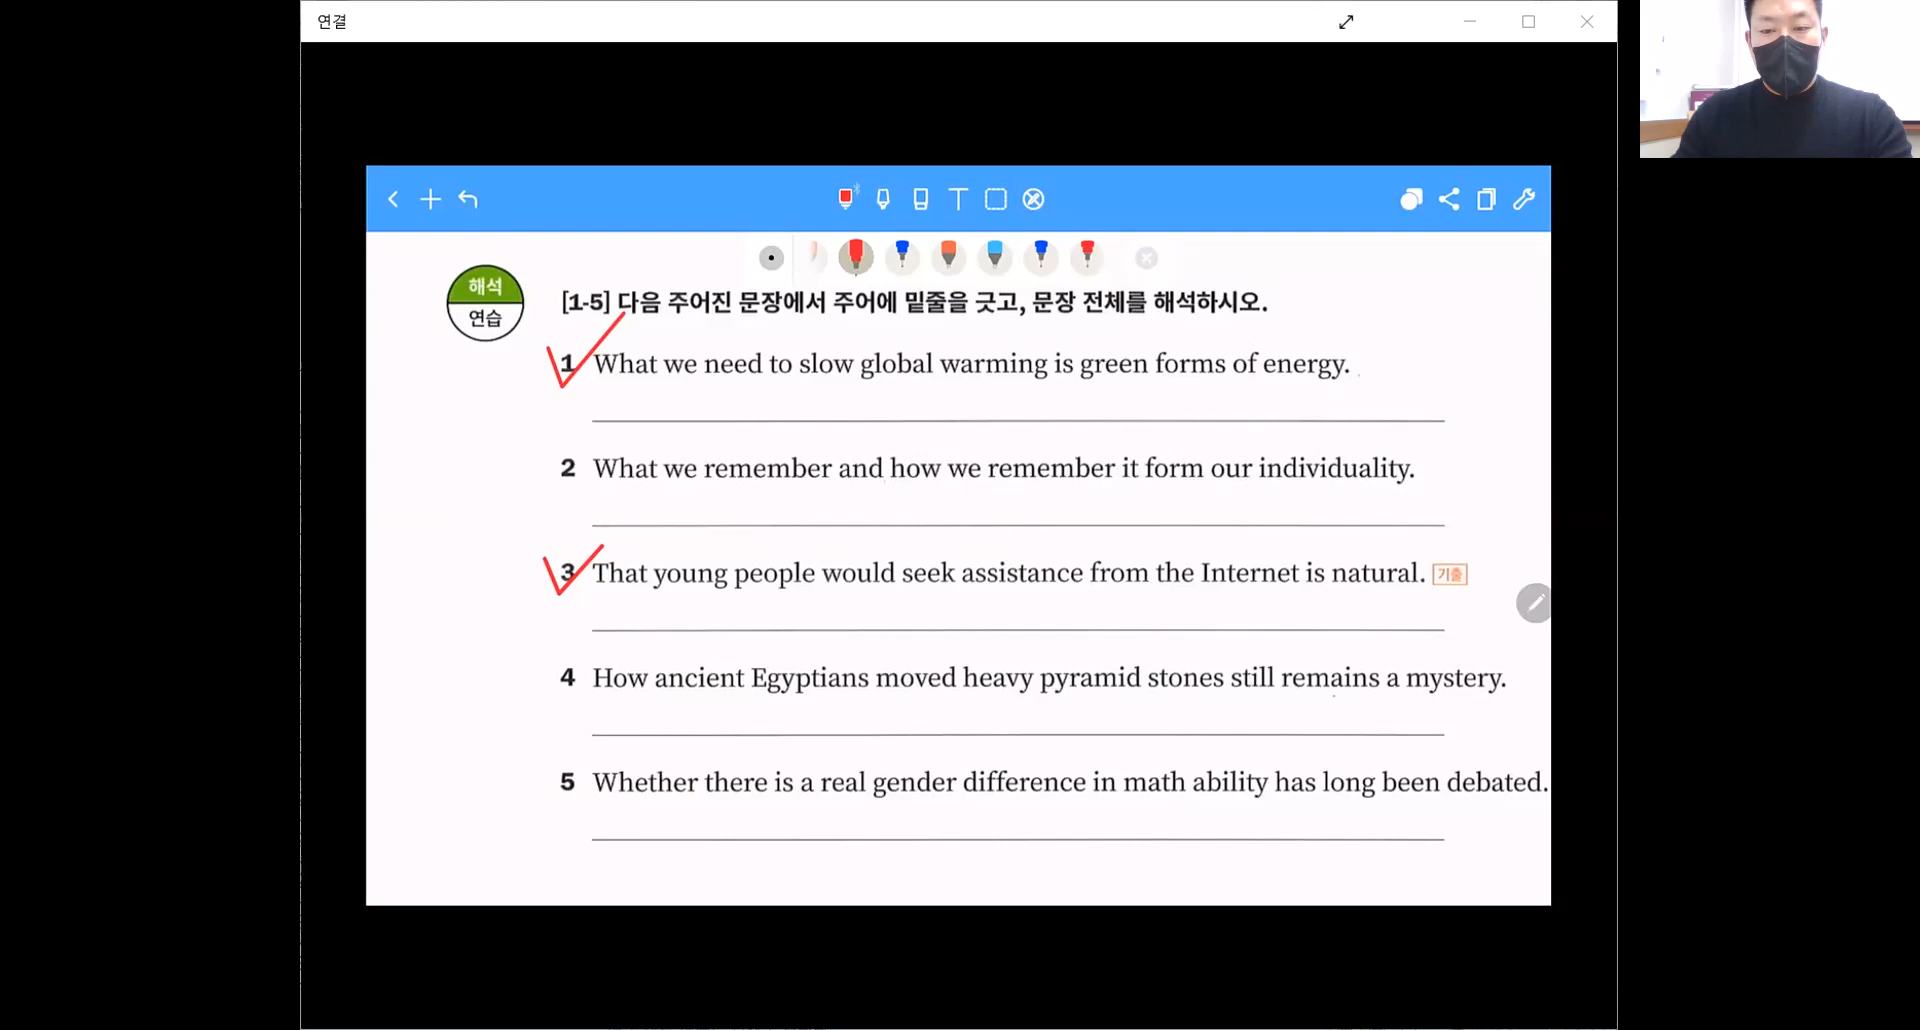 연결
해석
연습
[1-5] 다음 주어진 문장에서 주어에 밑줄을 긋고, 문장 전체를 해석하시오.
1 What we need to slow global warming is green forms of energy.
2 What we remember and how we remember it form our individuality.
3 That young people would seek assistance from the Internet is natural. 기출
4 How ancient Egyptians moved heavy pyramid stones still remains a mystery.
5 Whether there is a real gender difference in math ability has long been debated.